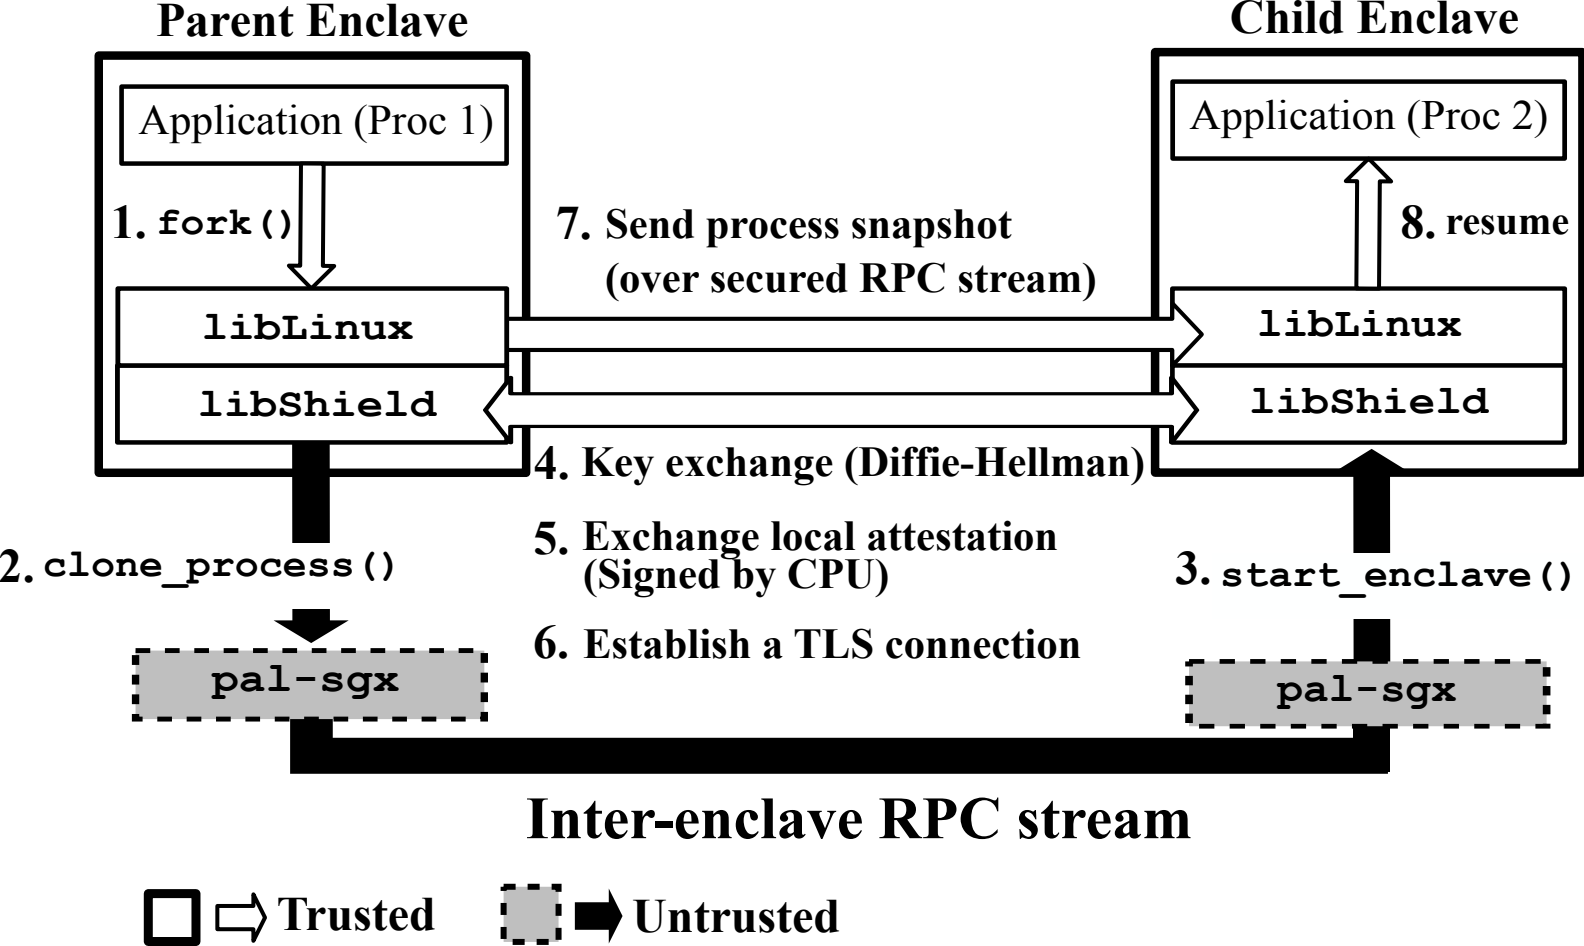 Parent Enclave
Child Enclave
Application (Proc 1)
Application (Proc 2)
1. fork()
7. Send process snapshot
(over secured RPC stream)
8. resume
libLinux
libLinux
libShield
libShield
4. Key exchange (Diffie-Hellman)
5. Exchange local attestation
(Signed by CPU)
2. clone_process()
3. start_enclave()
6. Establish a TLS connection
pal-sgx
pal-sgx
Inter-enclave RPC stream
Trusted
Untrusted